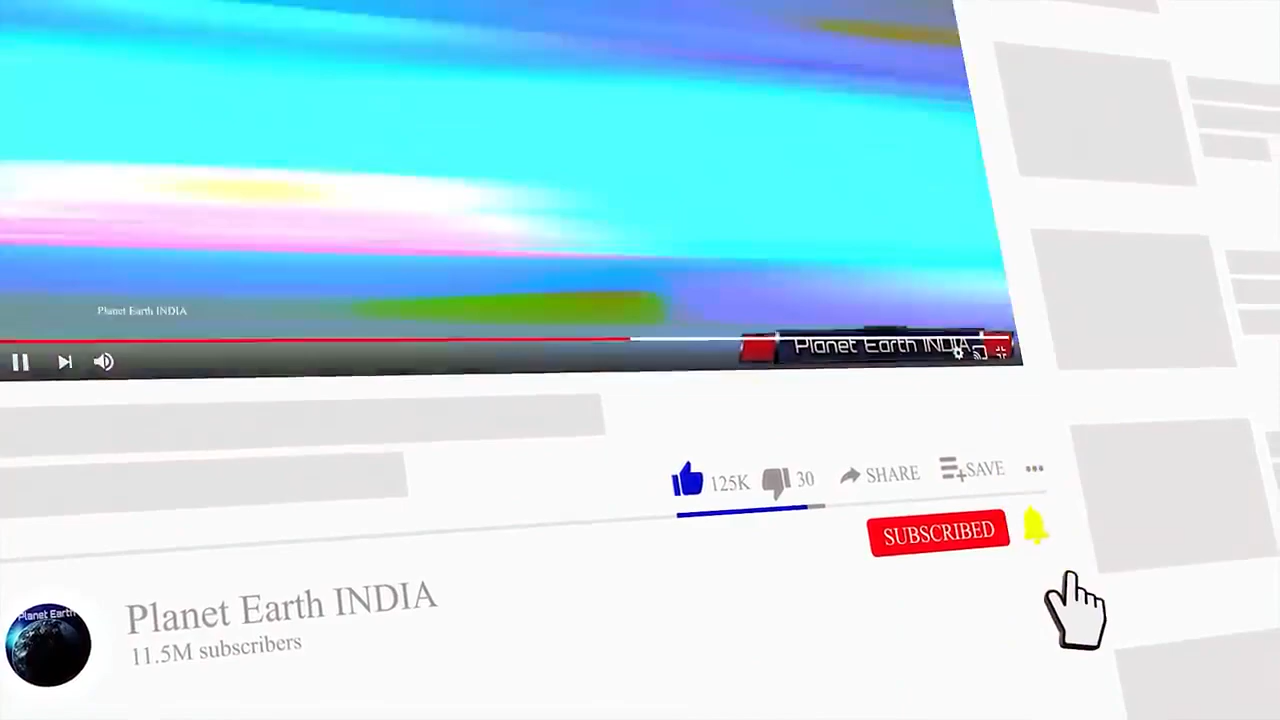 Planet Earth INDIA
Planet Earth INDIA
125K 30 SHARE SAVE
SUBSCRIBED
Planet Earth
Planet Earth INDIA
11.5M subscribers